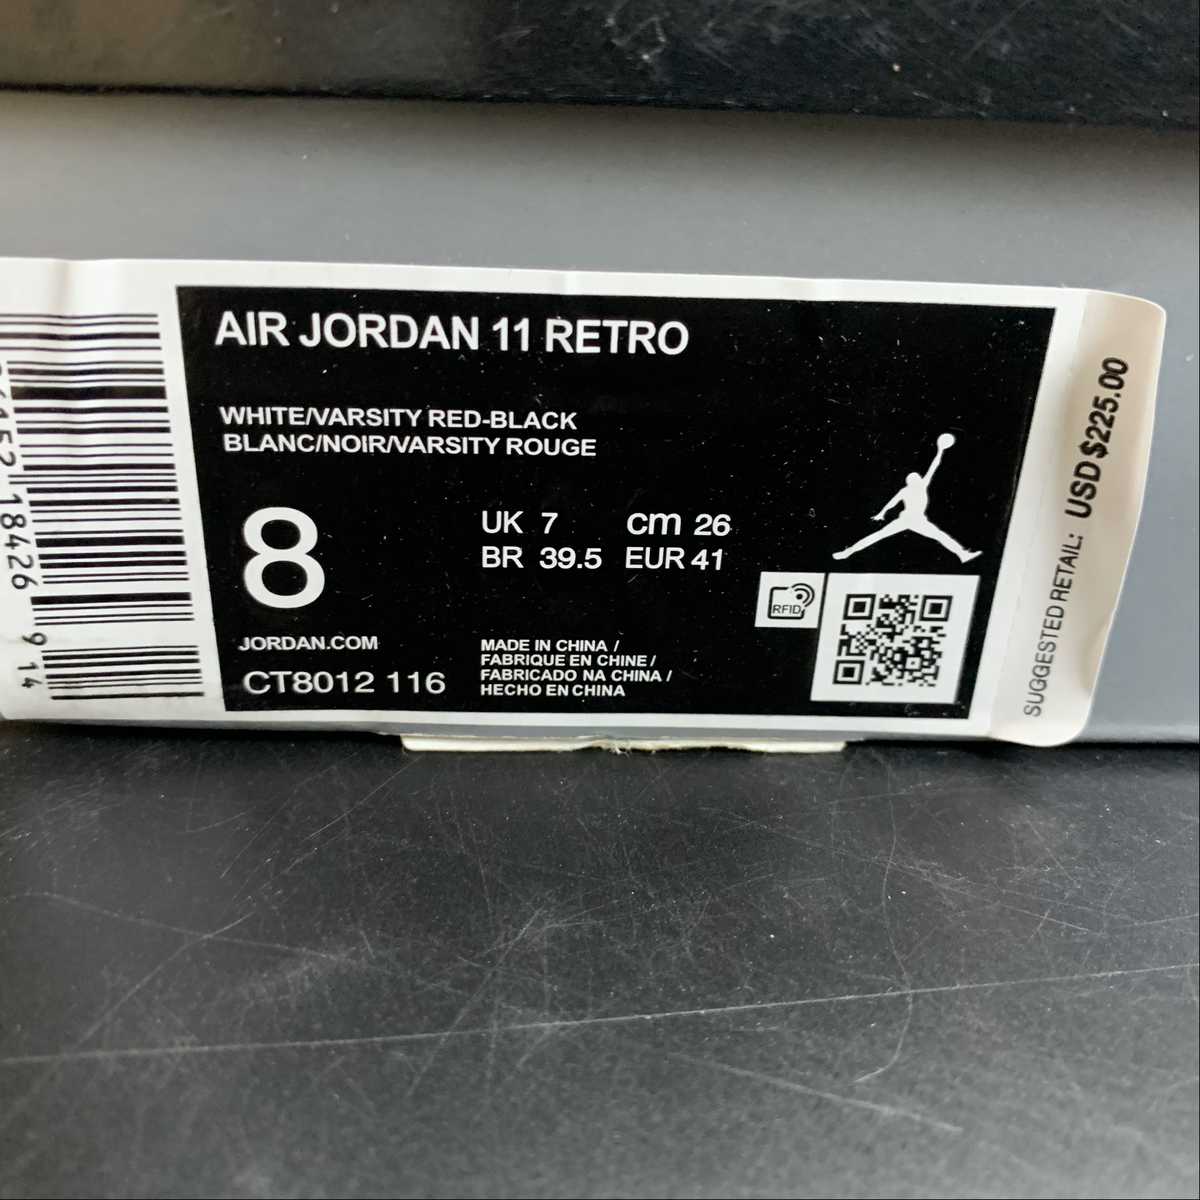 AIR JORDAN 11 RETRO
WHITE/VARSITY RED-BLACK
BLANC/NOIR/VARSITY ROUGE
8
UK 7 cm 26
BR 39.5 EUR 41
JORDAN.COM
CT8012 116
MADE IN CHINA /
FABRIQUE EN CHINE /
FABRICADO NA CHINA /
HECHO EN CHINA
RFID
SUGGESTED RETAIL: USD $225.00
18426 9 14